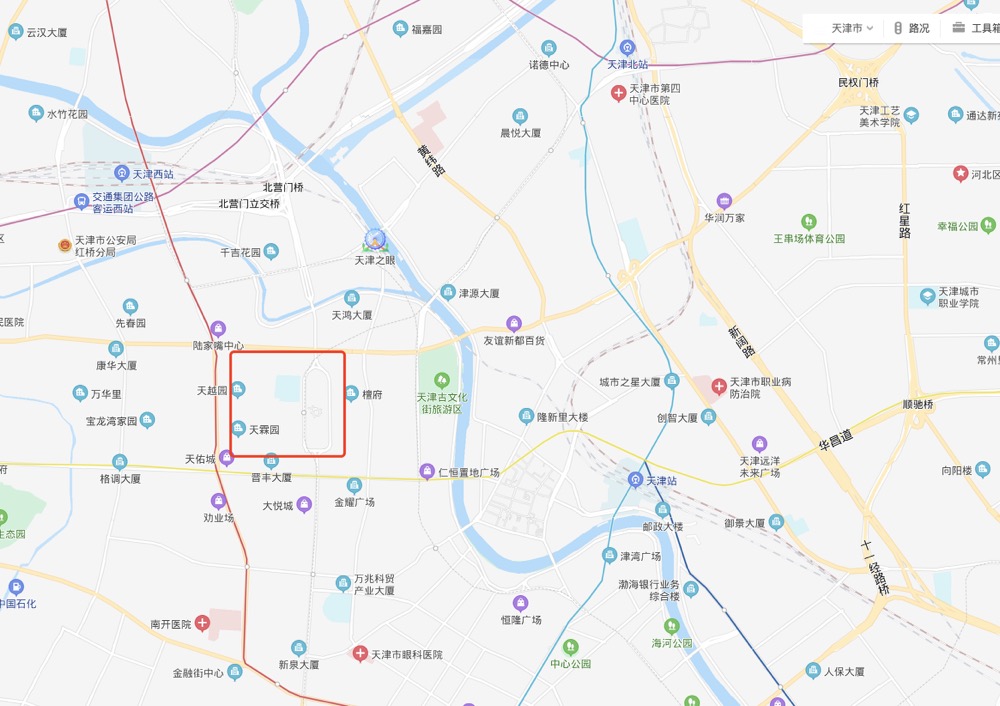 云汉大厦
福嘉园
诺德中心
天津北站
天津市
路况
工具箱
民权门桥
天津市第四
中心医院
水竹花园
晨悦大厦
天津工艺
美术学院
黄纬路
天津西站
北营门桥
河北区
交通集团公路
客运西站
北营门立交桥
华润万家
红星路
王串场体育公园
幸福公园
区
天津市公安局
红桥分局
千吉花园
天津之眼
津源大厦
天津城市
职业学院
先春园
天鸿大厦
医院
陆家嘴中心
友谊新都百货
新阔路
康华大厦
常州
天越园
檀府
天津古文化
街旅游区
城市之星大厦
天津市职业病
防治院
万华里
顺驰桥
宝龙湾家园
天霖园
隆新里大楼
创智大厦
华昌道
天佑城
府
格调大厦
晋丰大厦
仁恒置地广场
天津远洋
未来广场
向阳楼
天津站
劝业场
大悦城
金耀广场
邮政大楼
御景大厦
生态园
津湾广场
十一经路桥
万兆科贸
产业大厦
渤海银行业务
综合楼
中国石化
恒隆广场
南开医院
海河公园
新泉大厦
天津市眼科医院
中心公园
金融街中心
人保大厦